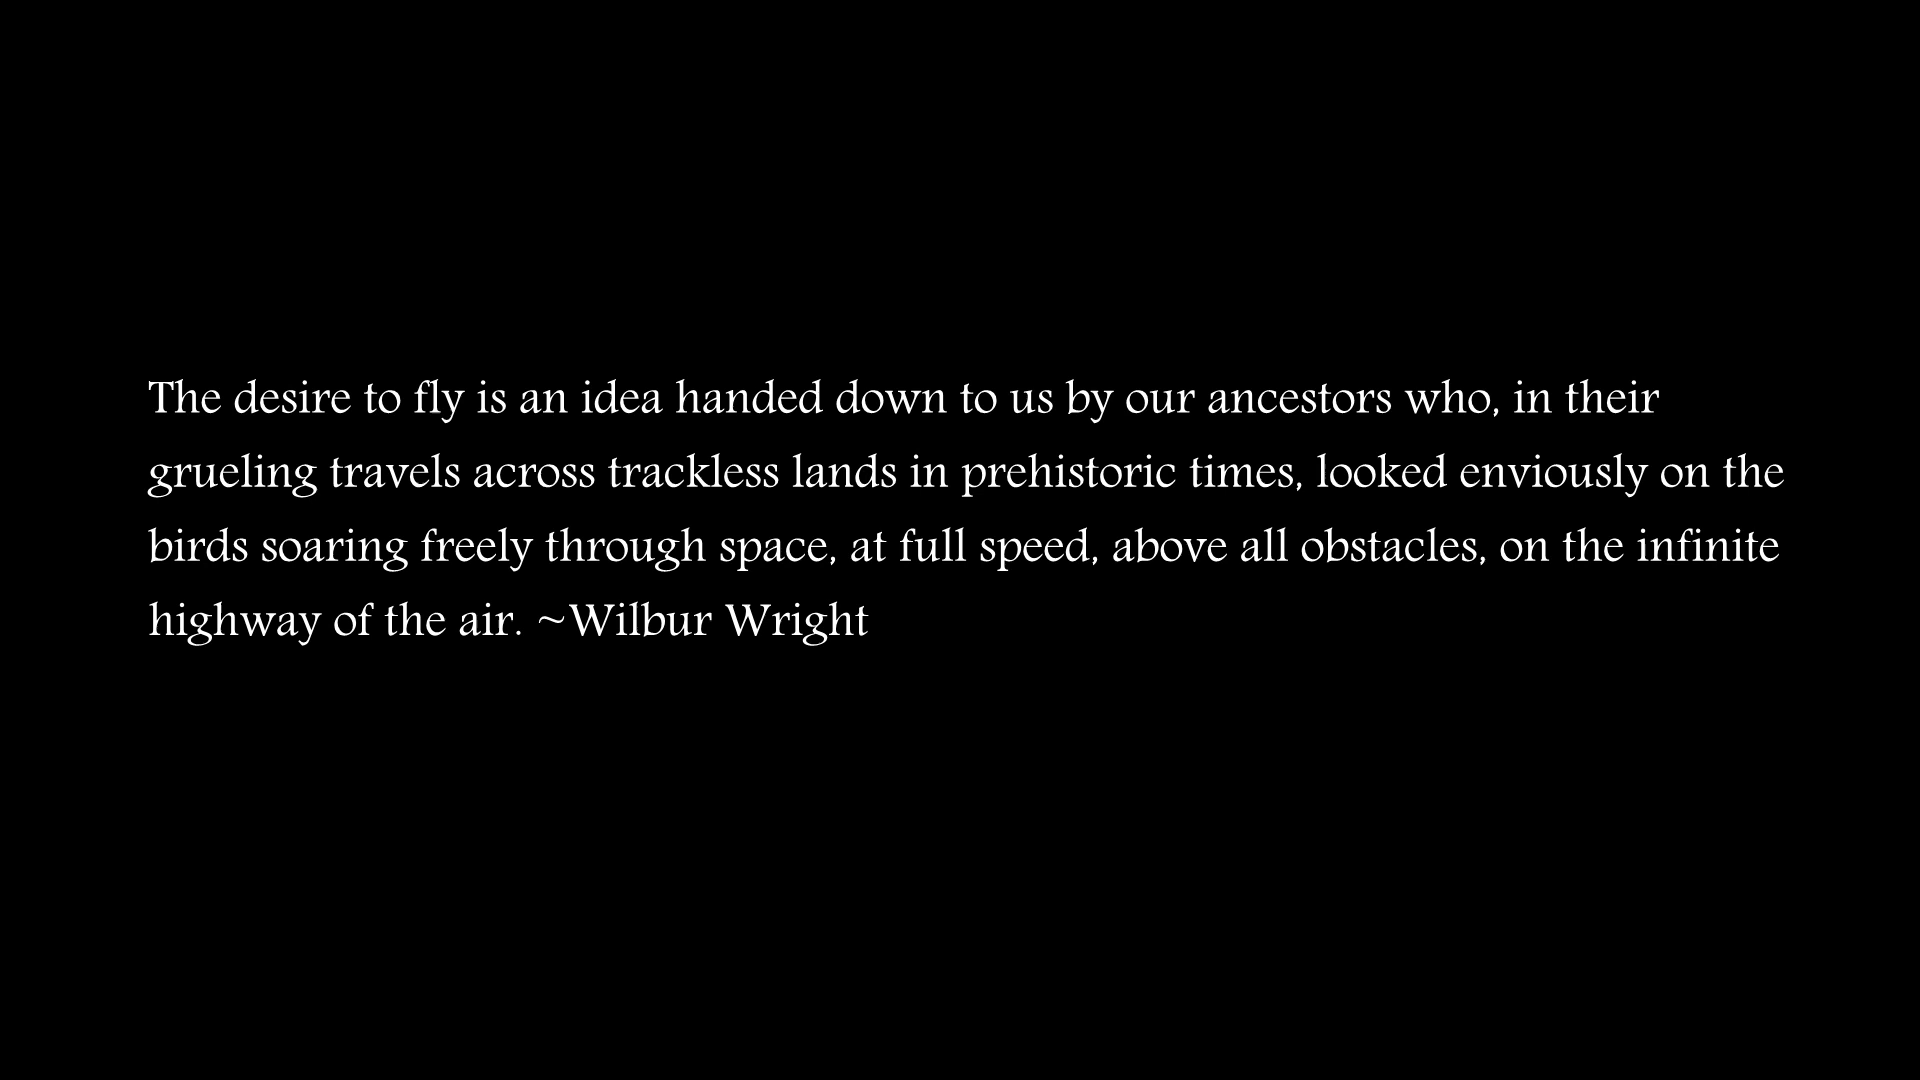 The desire to fly is an idea handed down to us by our ancestors who, in their
grueling travels across trackless lands in prehistoric times, looked enviously on the
birds soaring freely through space, at full speed, above all obstacles, on the infinite
highway of the air. ~Wilbur Wright